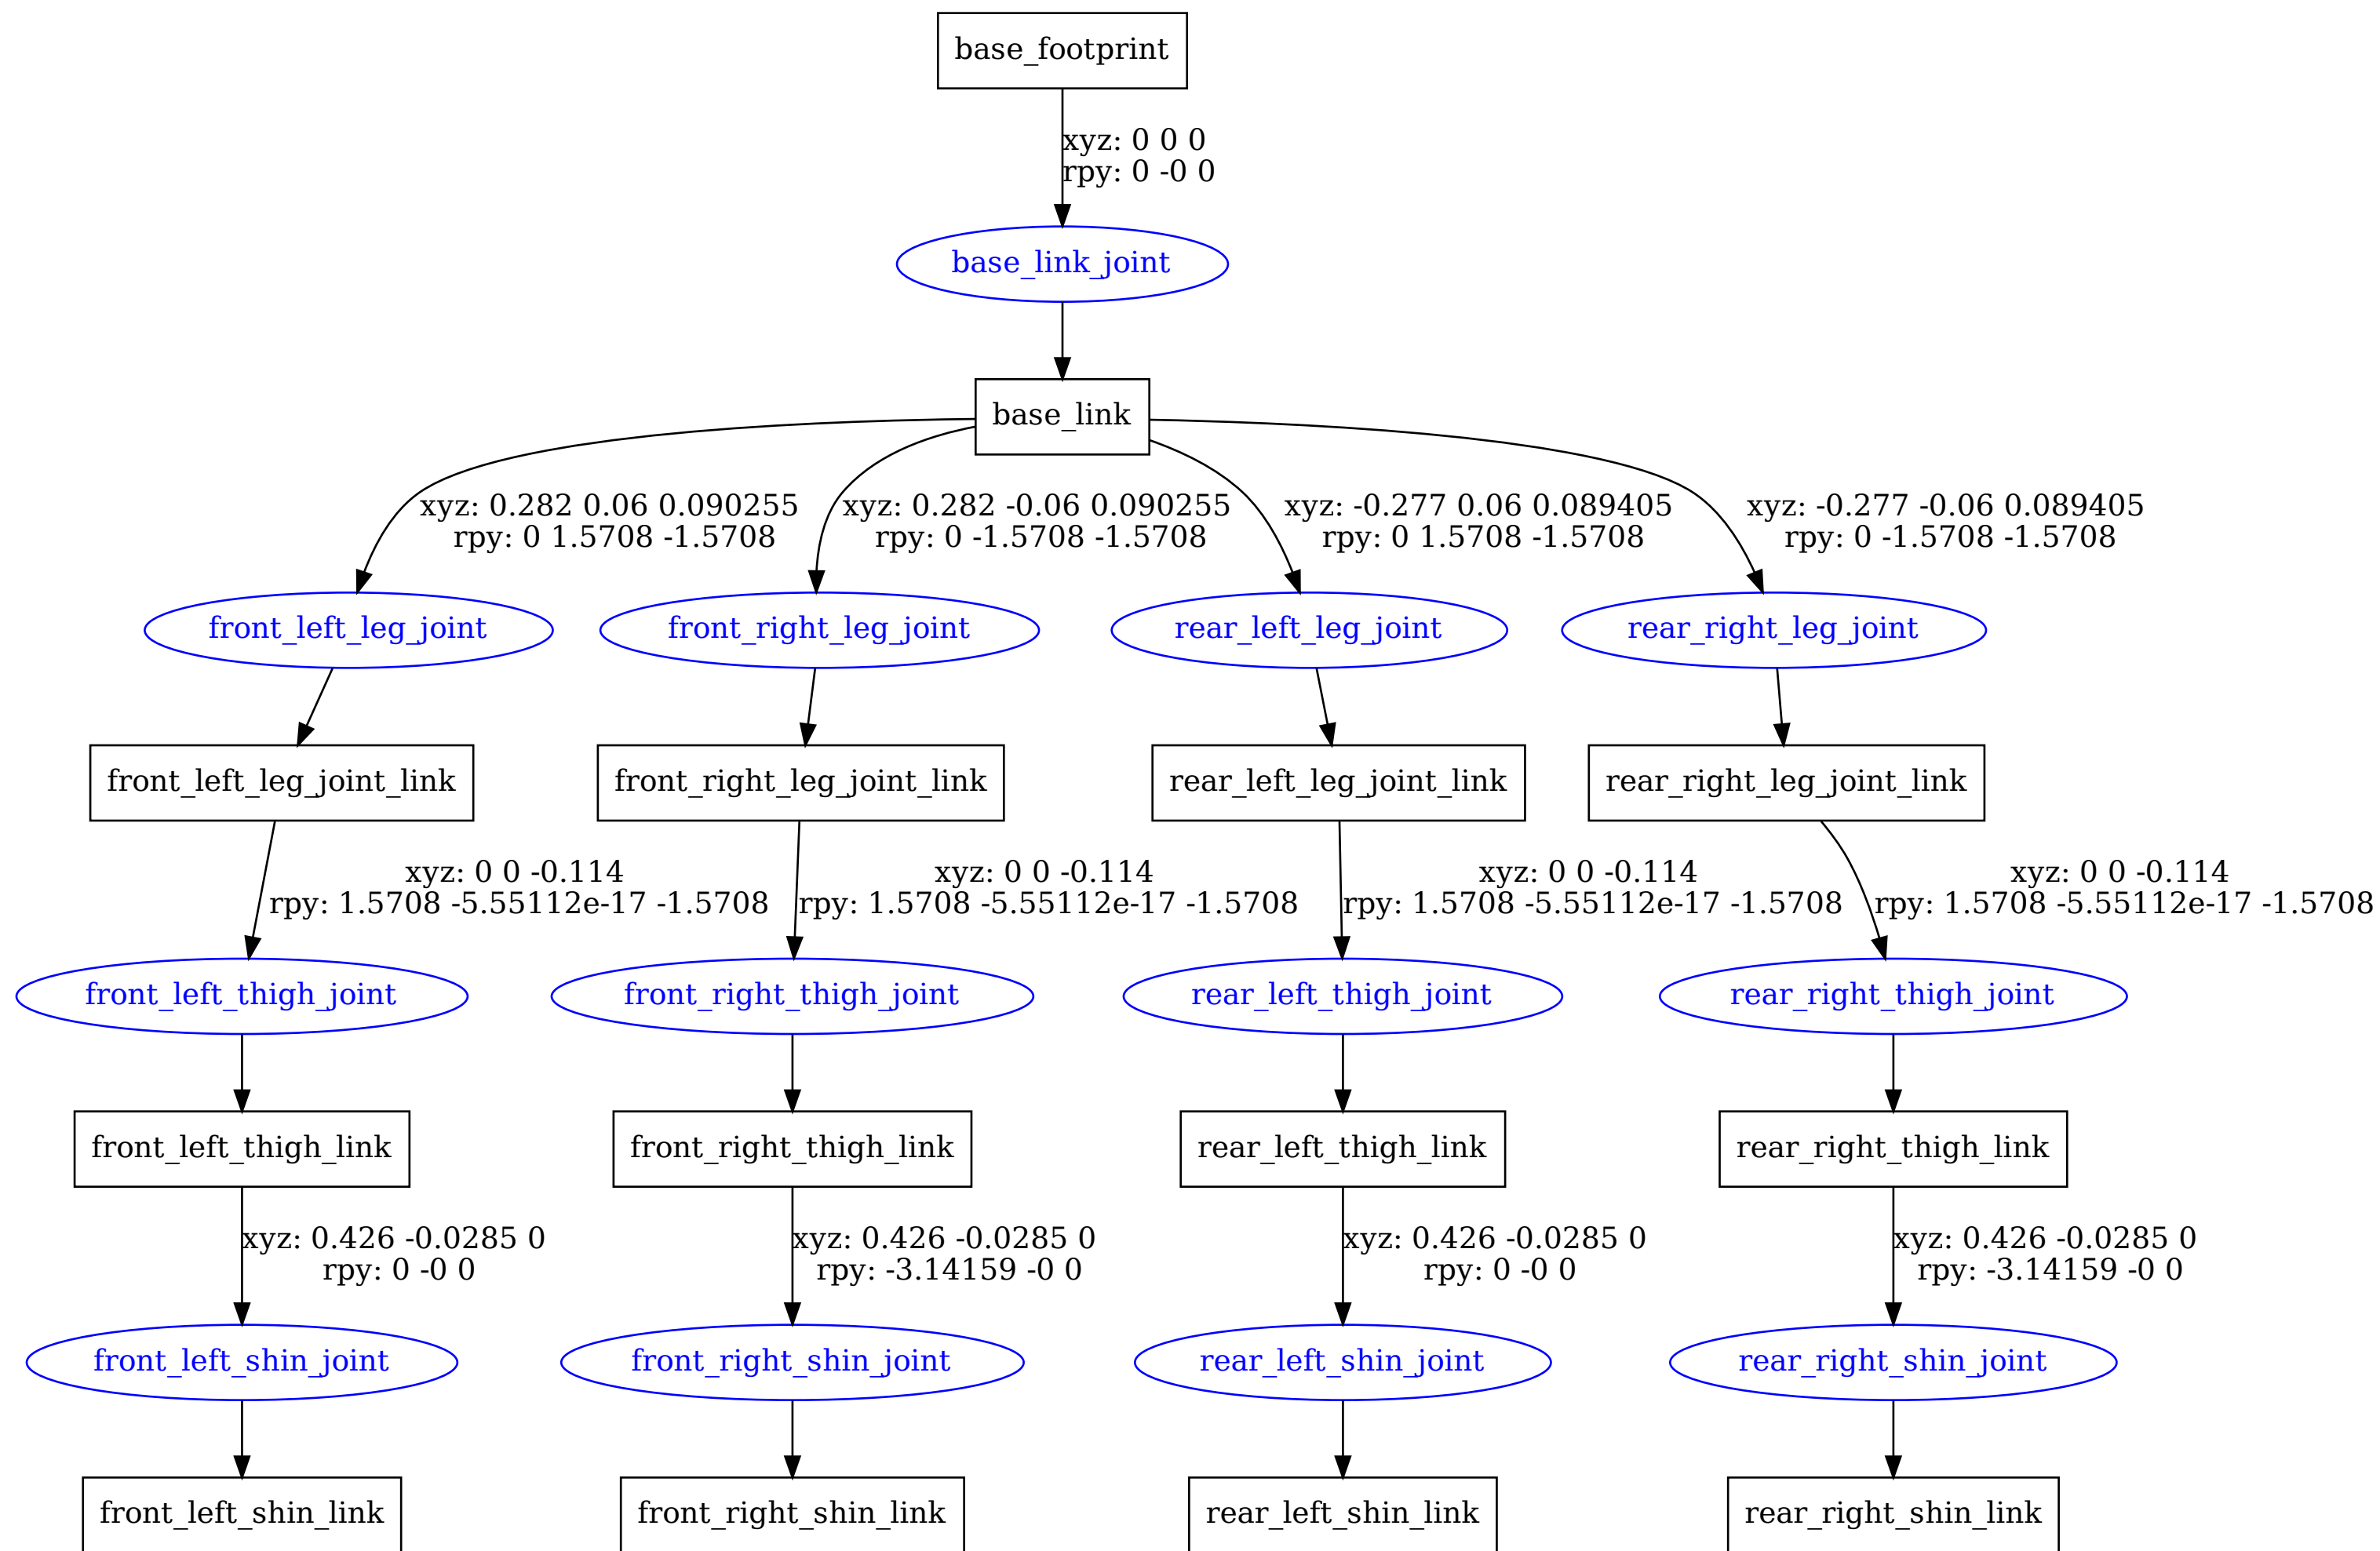 base_footprint
xyz: 0 0 0
rpy: 0 -0 0
base_link_joint
base_link
xyz: 0.282 0.06 0.090255
rpy: 0 1.5708 -1.5708
xyz: 0.282 -0.06 0.090255
rpy: 0 -1.5708 -1.5708
xyz: -0.277 0.06 0.089405
rpy: 0 1.5708 -1.5708
xyz: -0.277 -0.06 0.089405
rpy: 0 -1.5708 -1.5708
front_left_leg_joint
front_right_leg_joint
rear_left_leg_joint
rear_right_leg_joint
front_left_leg_joint_link
front_right_leg_joint_link
rear_left_leg_joint_link
rear_right_leg_joint_link
xyz: 0 0 -0.114
rpy: 1.5708 -5.55112e-17 -1.5708
xyz: 0 0 -0.114
rpy: 1.5708 -5.55112e-17 -1.5708
xyz: 0 0 -0.114
rpy: 1.5708 -5.55112e-17 -1.5708
xyz: 0 0 -0.114
rpy: 1.5708 -5.55112e-17 -1.5708
front_left_thigh_joint
front_right_thigh_joint
rear_left_thigh_joint
rear_right_thigh_joint
front_left_thigh_link
front_right_thigh_link
rear_left_thigh_link
rear_right_thigh_link
xyz: 0.426 -0.0285 0
rpy: 0 -0 0
xyz: 0.426 -0.0285 0
rpy: -3.14159 -0 0
xyz: 0.426 -0.0285 0
rpy: 0 -0 0
xyz: 0.426 -0.0285 0
rpy: -3.14159 -0 0
front_left_shin_joint
front_right_shin_joint
rear_left_shin_joint
rear_right_shin_joint
front_left_shin_link
front_right_shin_link
rear_left_shin_link
rear_right_shin_link